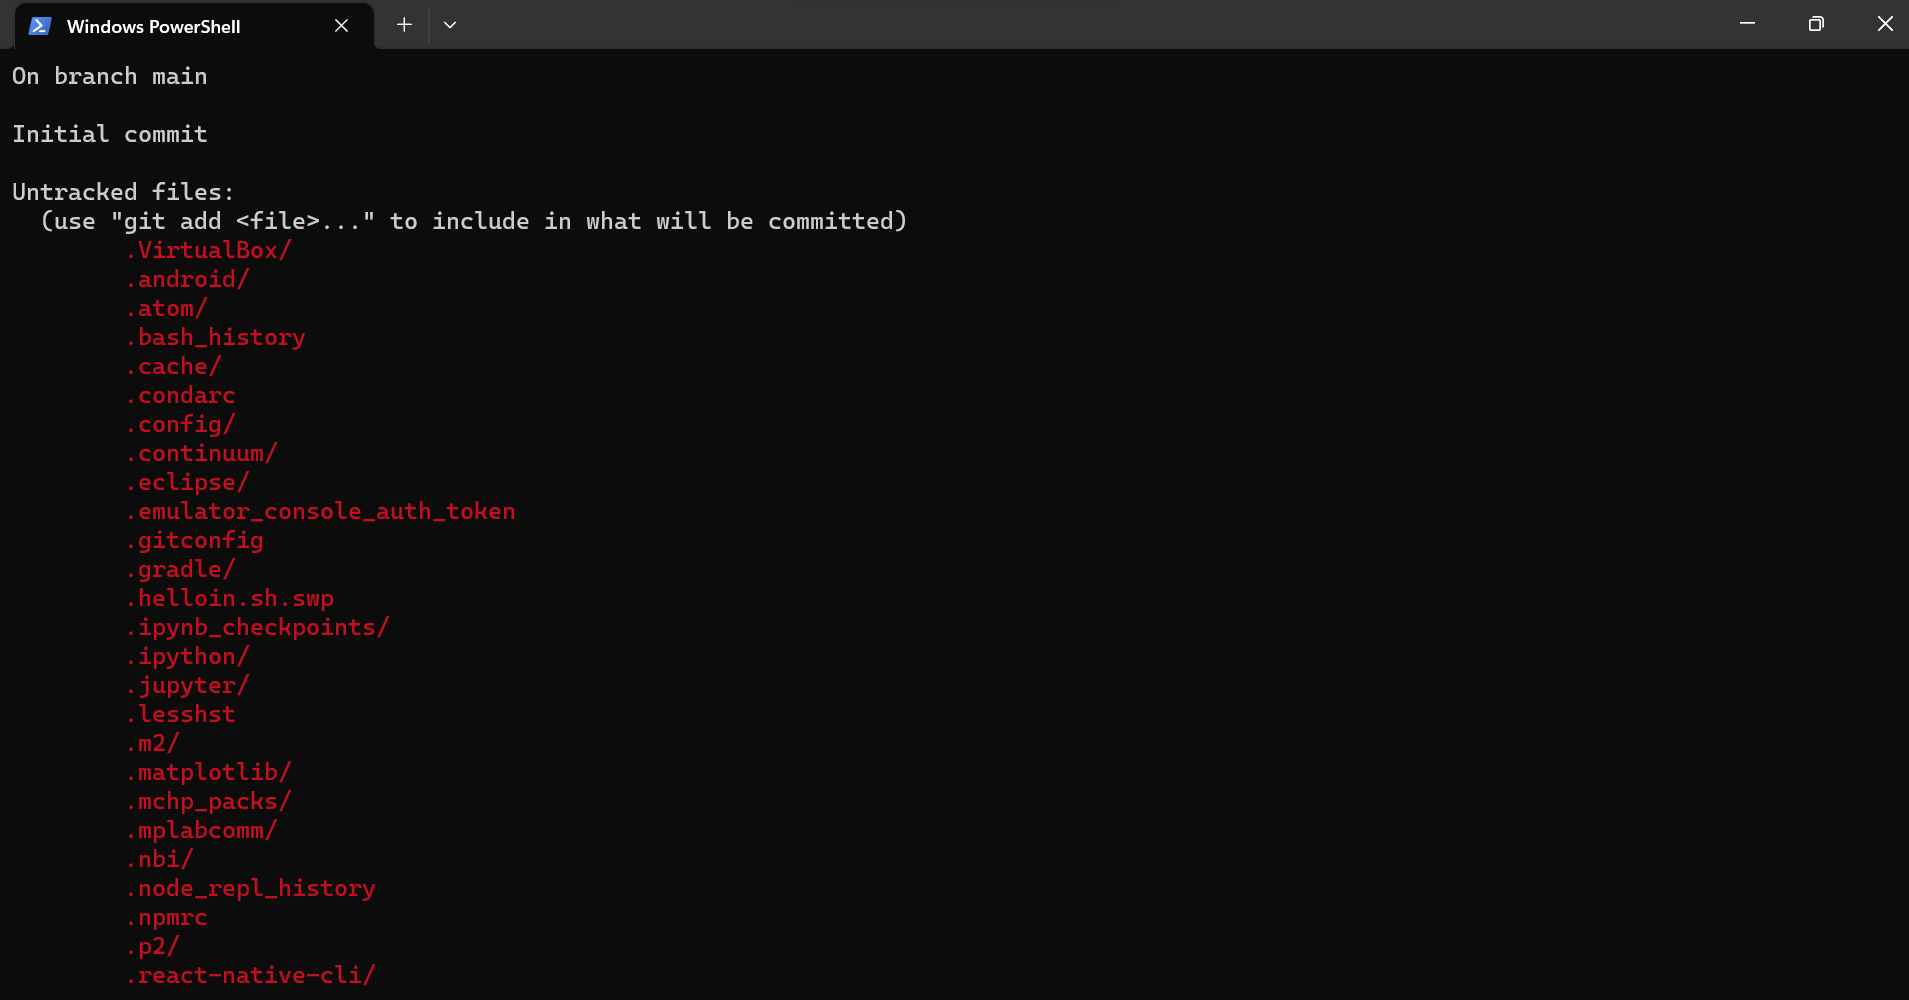 Windows PowerShell
On branch main
Initial commit
Untracked files:
(use "git add <file>..." to include in what will be committed)
.VirtualBox/
.android/
.atom/
.bash_history
.cache/
.condarc
.config/
.continuum/
.eclipse/
.emulator_console_auth_token
.gitconfig
.gradle/
.helloin.sh.swp
.ipynb_checkpoints/
.ipython/
.jupyter/
.lesshst
.m2/
.matplotlib/
.mchp_packs/
.mplabcomm/
.nbi/
.node_repl_history
.npmrc
.p2/
.react-native-cli/